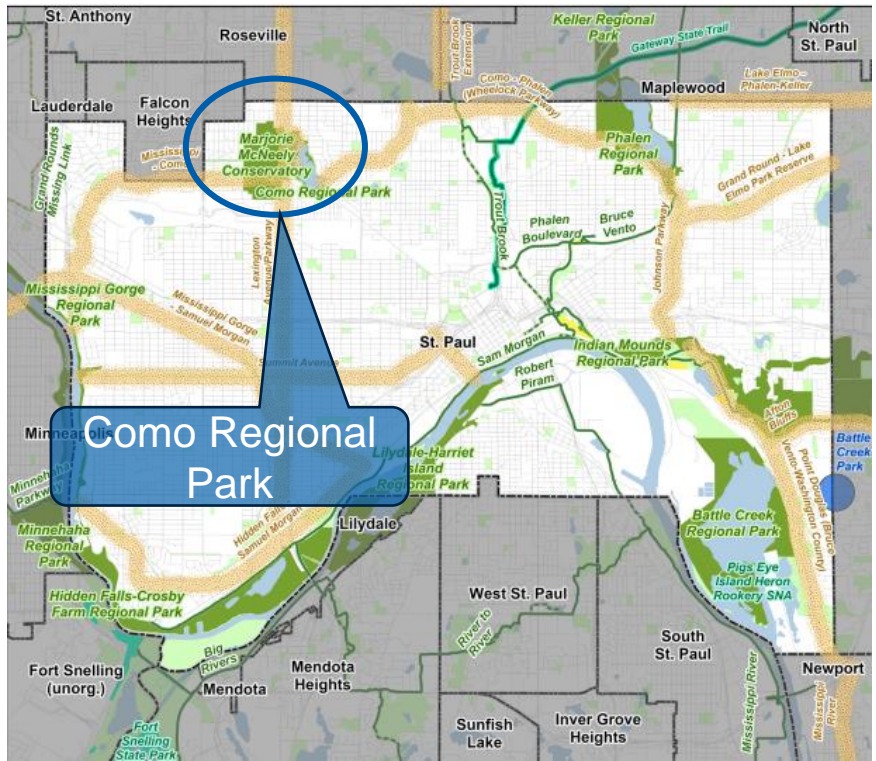 St. Anthony
Roseville
Keller Regional
Park
Gateway State Trail
North
St. Paul
Trout Brook
Extension
Como - Phalen
(Wheelock Parkway)
Maplewood
Lake Elmo -
Phalen-Keller
Lauderdale
Falcon
Heights
Marjorie
McNeely
Conservatory
Como Regional Park
Mississippi
- Como
Grand Rounds
Missing Link
Phalen
Regional
Park
Grand Round - Lake
Elmo Park Reserve
Trout Brook
Phalen
Boulevard
Bruce
Vento
Johnson Parkway
Lexington
Avenue/Parkway
Mississippi Gorge
Regional
Park
Mississippi Gorge
- Samuel Morgan
St. Paul
Sam Morgan
Indian Mounds
Regional Park
Summit Avenue
Robert
Piram
Como Regional
Park
Minneapolis
Minnehaha
Parkway
Lilydale-Harriet
Island
Regional Park
Afton
Bluffs
Battle
Creek
Park
Point Douglas (Bruce
Vento-Washington County)
Minnehaha
Regional
Park
Hidden Falls
Samuel Morgan
Lilydale
Battle Creek
Regional Park
Pigs Eye
Island Heron
Rookery SNA
Hidden Falls-Crosby
Farm Regional Park
West St. Paul
River to
River
Big
Rivers
Fort Snelling
(unorg.)
Mendota
Mendota
Heights
South
St. Paul
Newport
Mississippi River
Mississippi
River
Fort
Snelling
State Park
Sunfish
Lake
Inver Grove
Heights